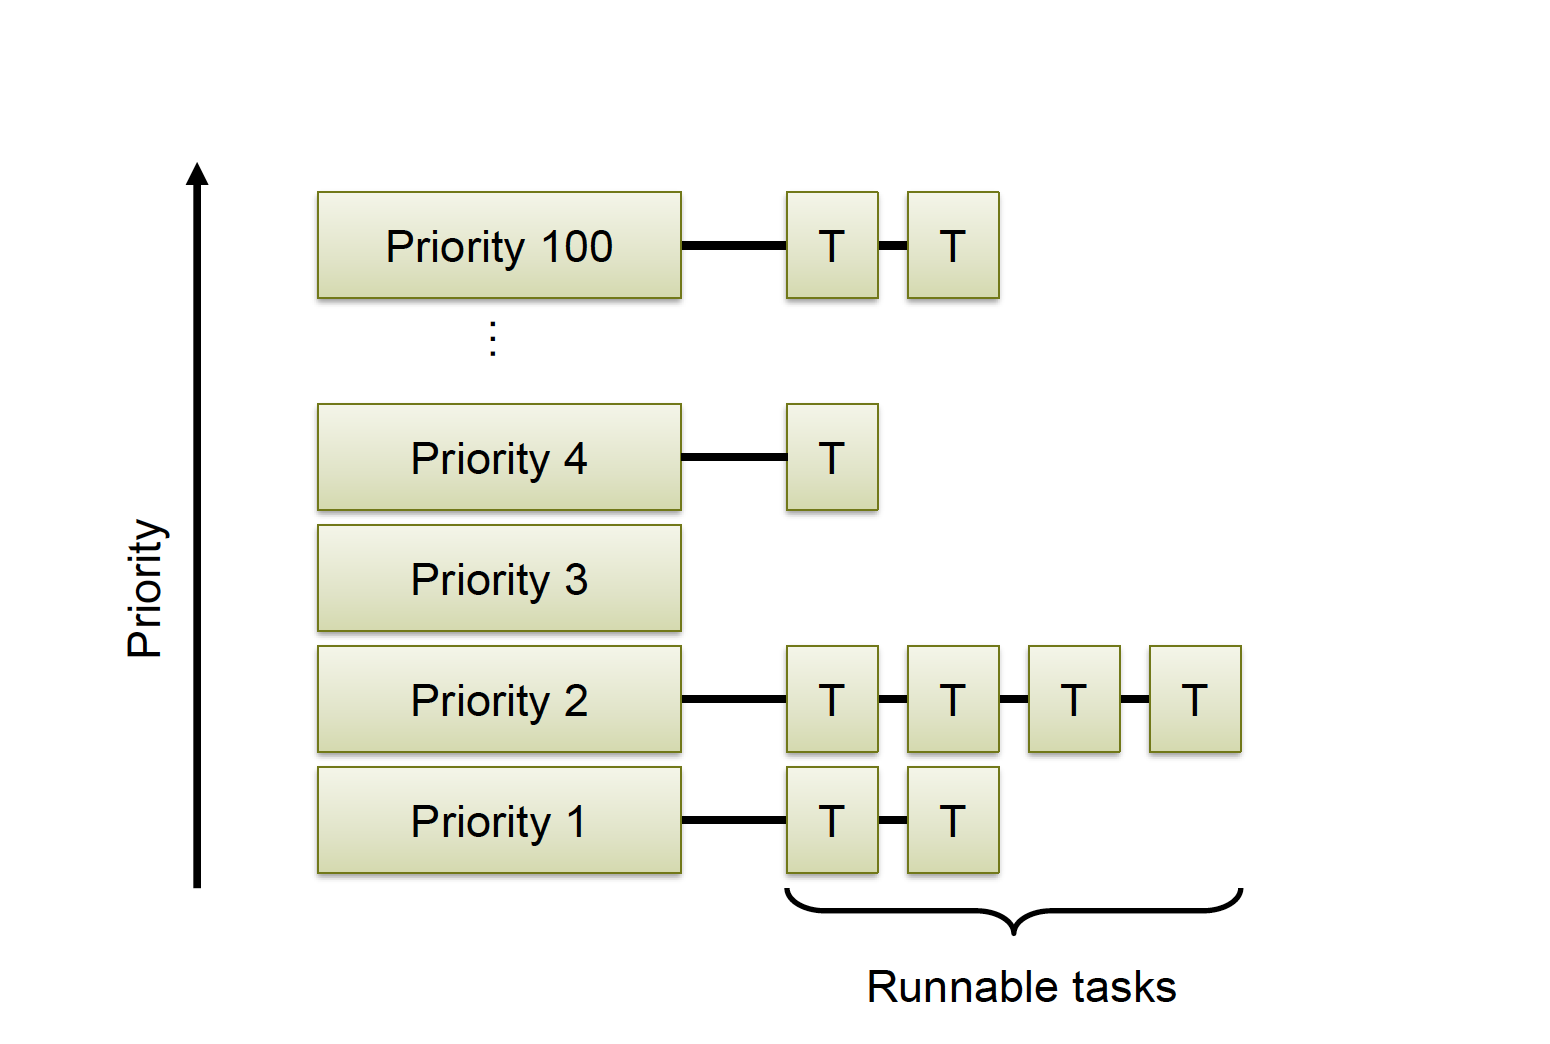 Priority 100 T T
⋮
Priority 4 T
Priority 3
Priority 2 T T T T
Priority 1 T T
Priority
Runnable tasks